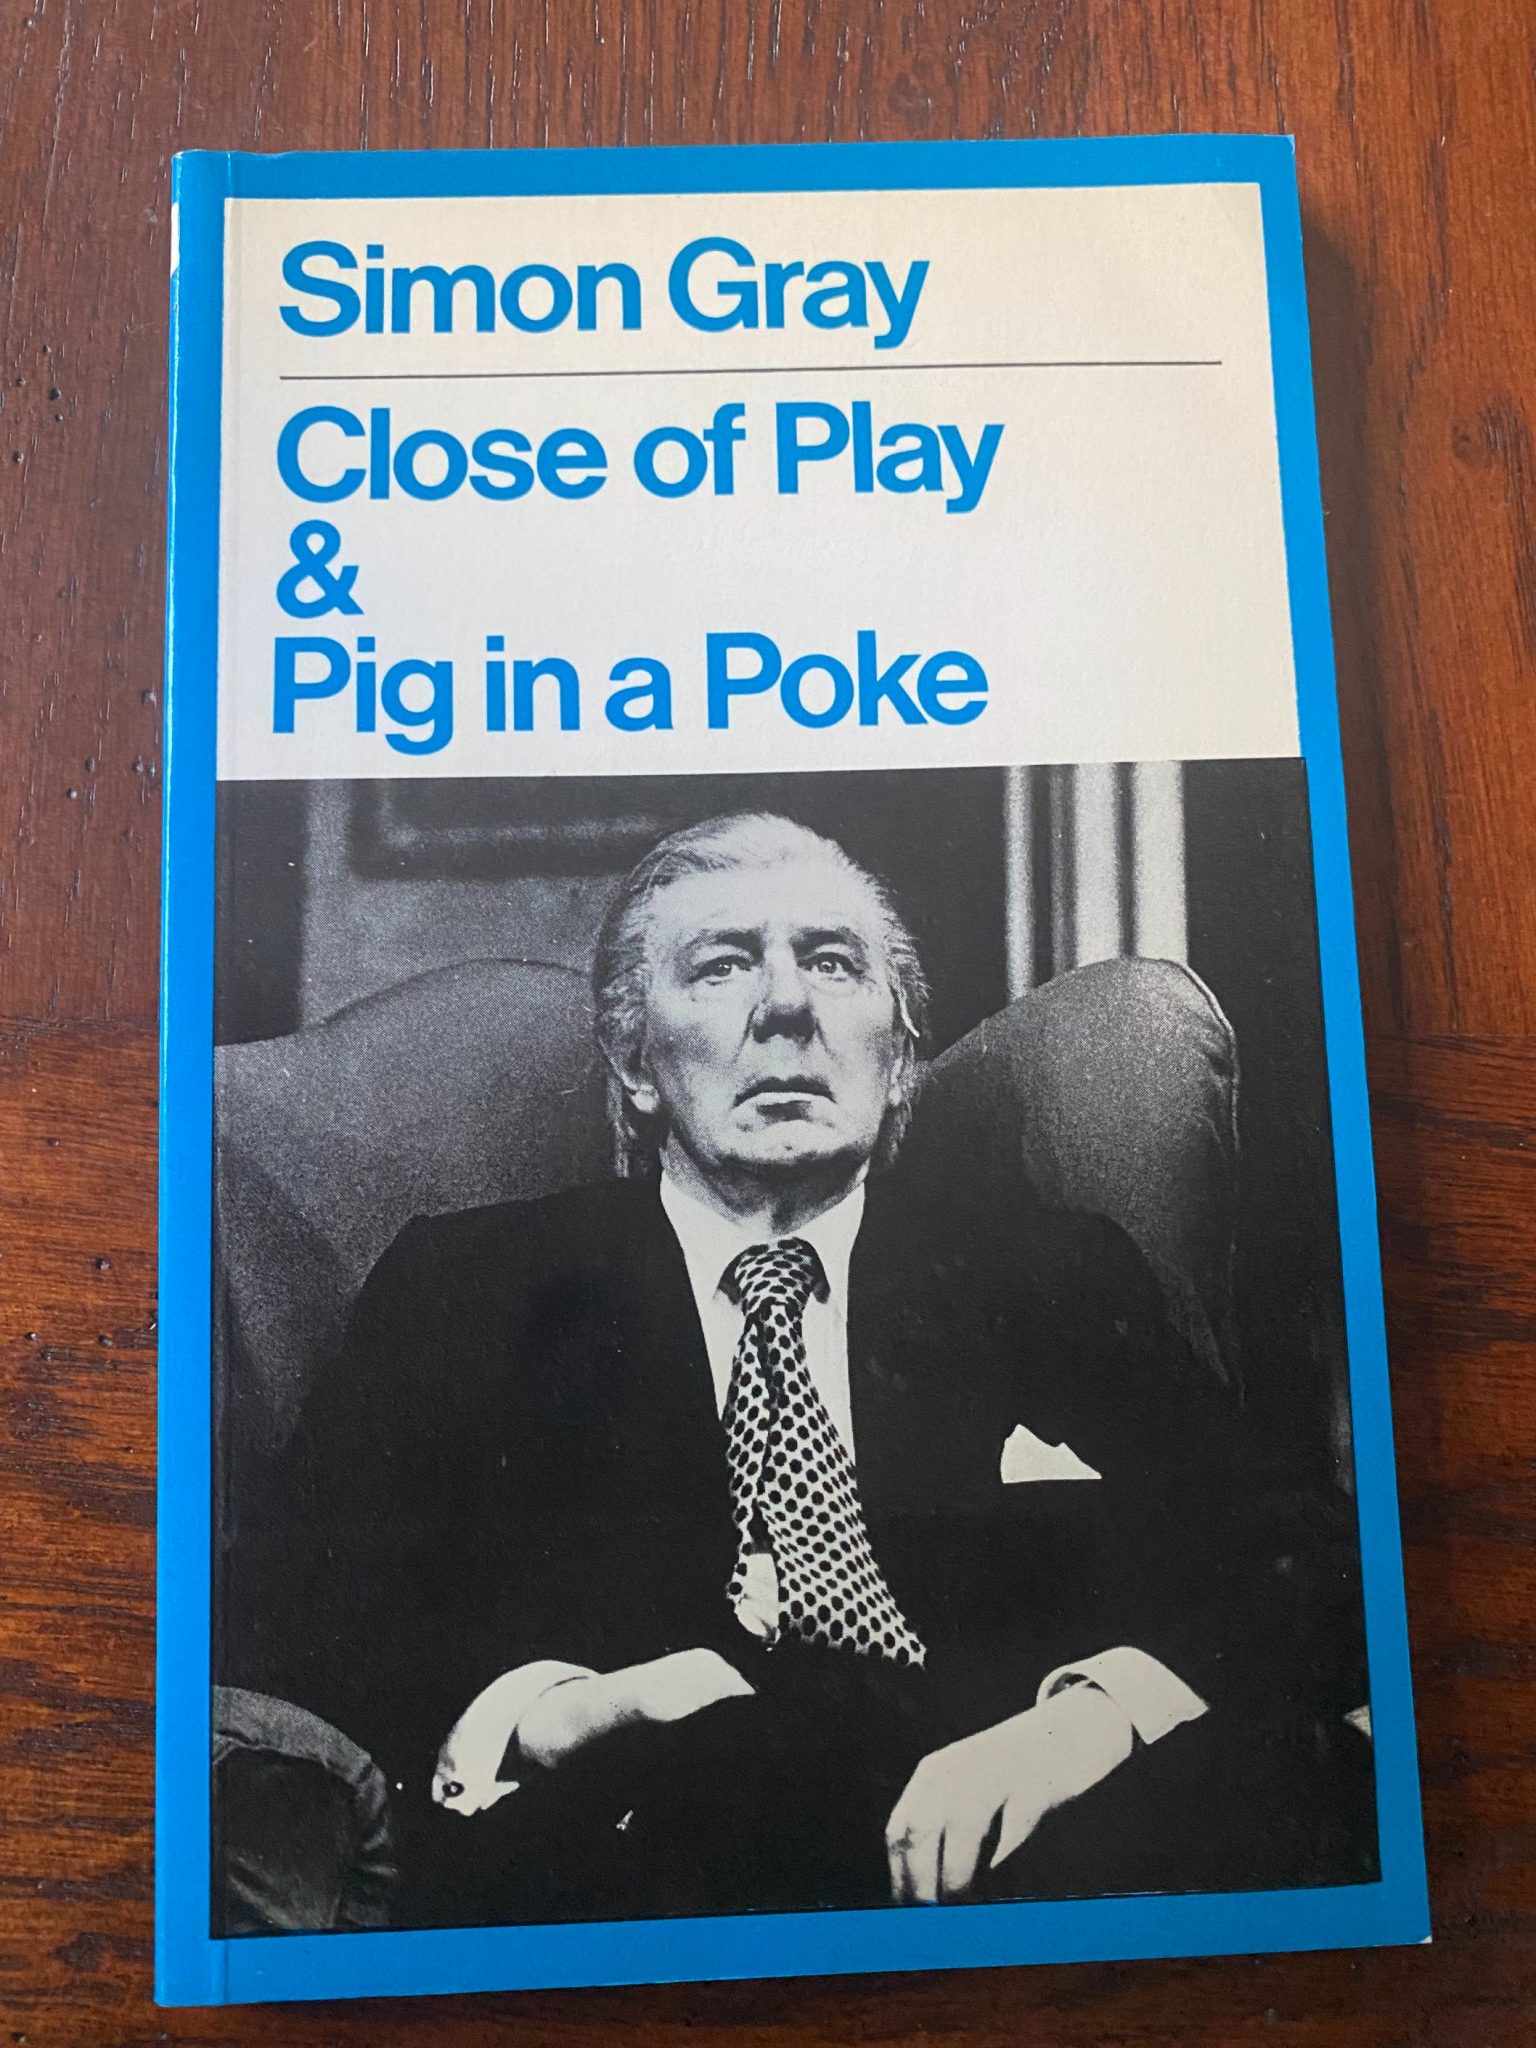 Simon Gray
Close of Play
&
Pig in a Poke